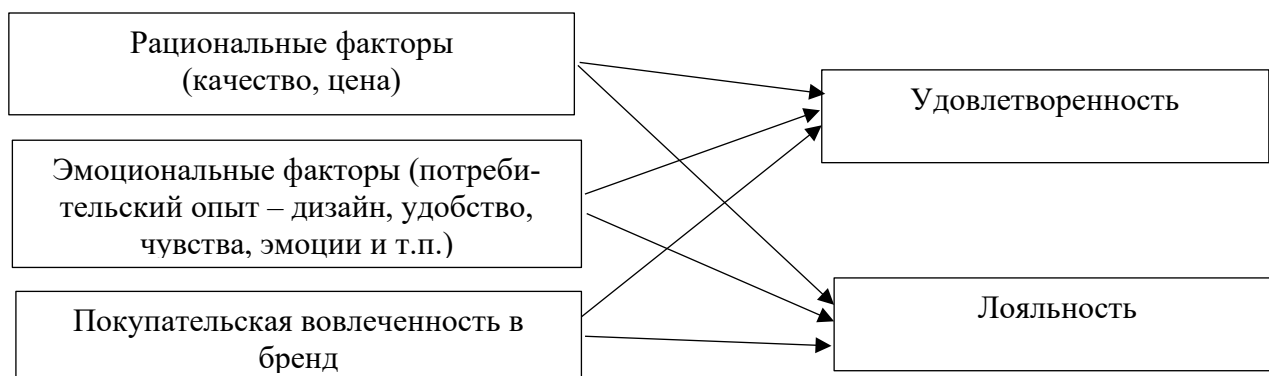 Рациональные факторы
(качество, цена)
Удовлетворенность
Эмоциональные факторы (потреби-
тельский опыт – дизайн, удобство,
чувства, эмоции и т.п.)
Лояльность
Покупательская вовлеченность в
бренд